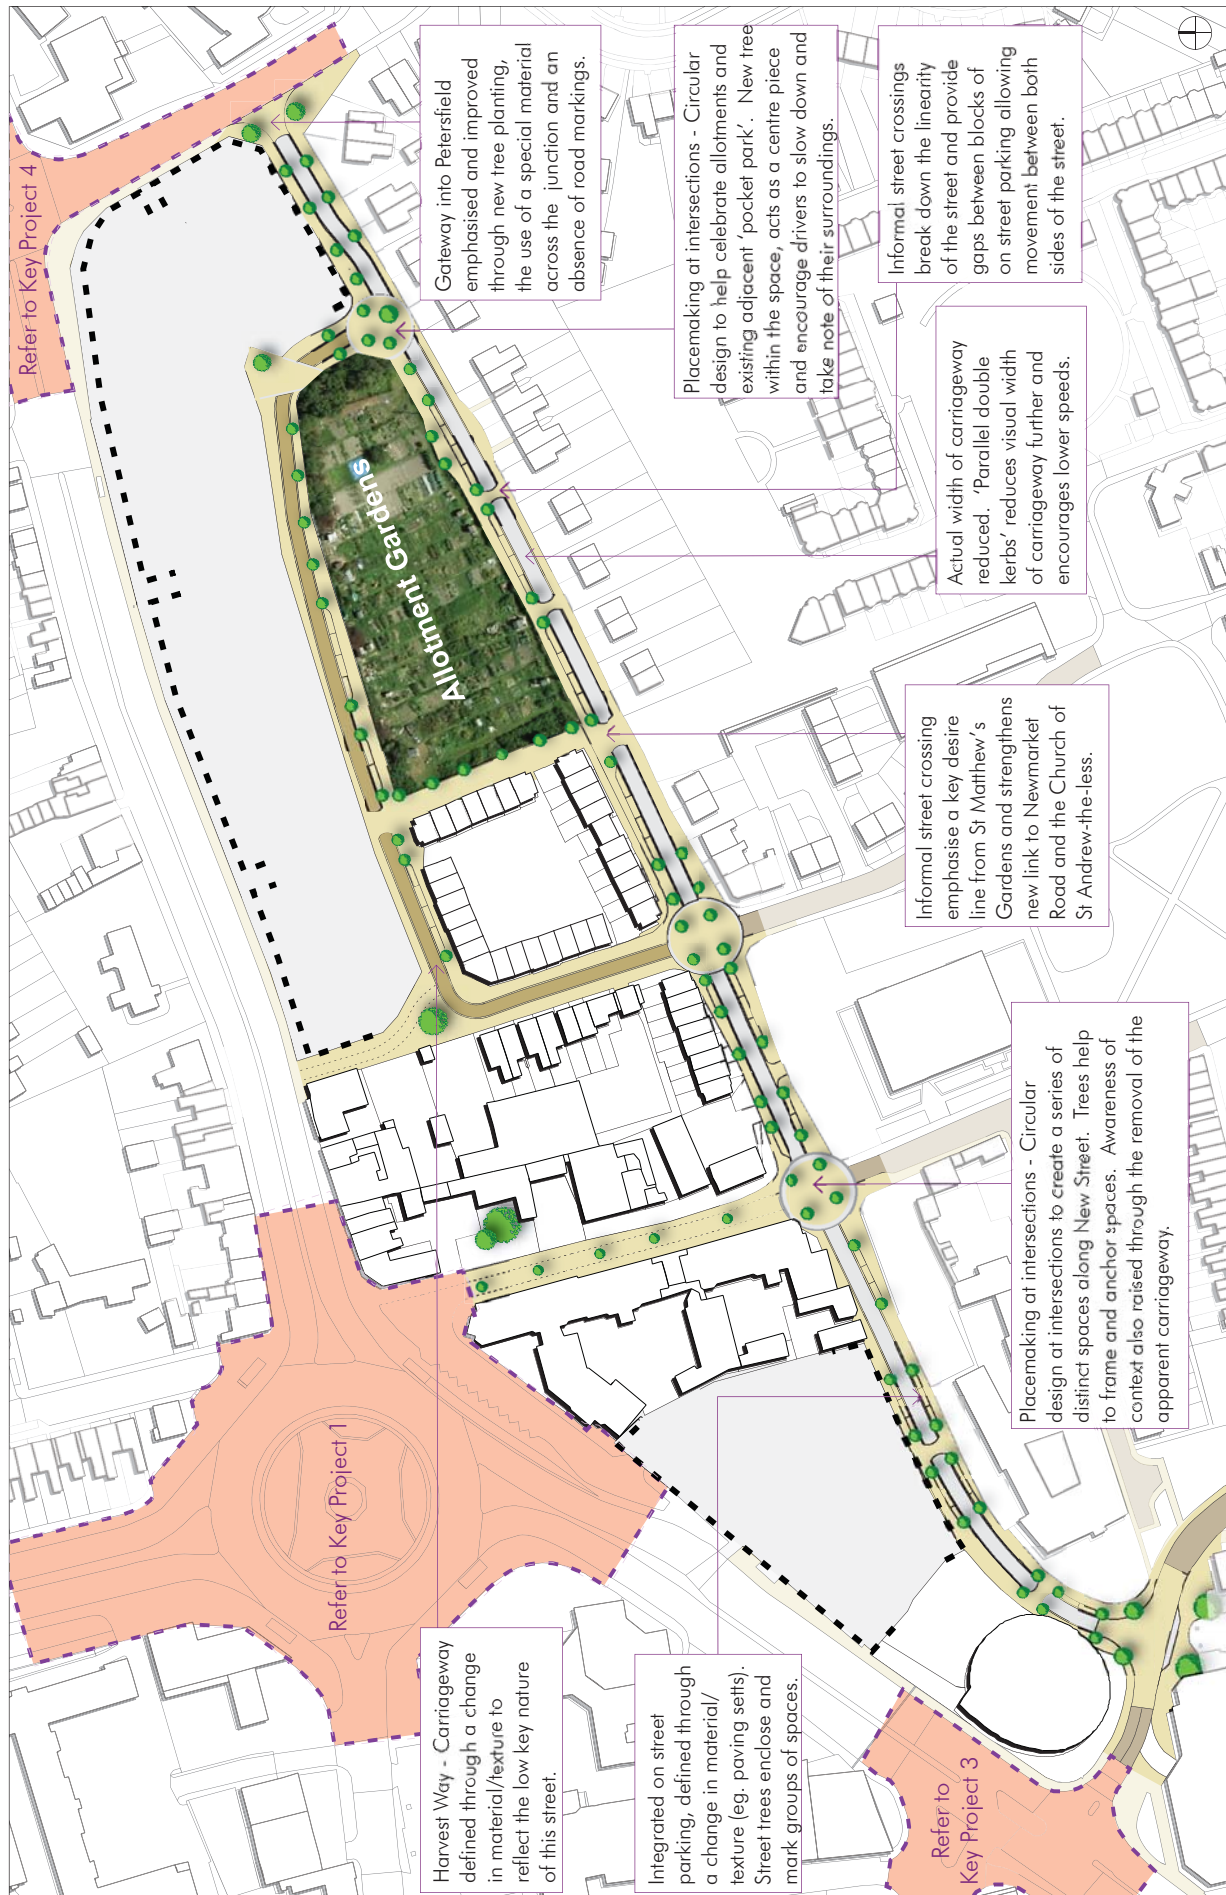 Refer to Key Project 4
Gateway into Petersfield
emphasised and improved
through new tree planting,
the use of a special material
across the junction and an
absence of road markings.
Placemaking at intersections - Circular
design to help celebrate allotments and
existing adjacent ‘pocket park’. New tree
within the space, acts as a centre piece
and encourage drivers to slow down and
take note of their surroundings.
Informal street crossings
break down the linearity
of the street and provide
gaps between blocks of
on street parking allowing
movement between both
sides of the street.
Actual width of carriageway
reduced. ‘Parallel double
kerbs’ reduces visual width
of carriageway further and
encourages lower speeds.
Allotment Gardens
Informal street crossing
emphasise a key desire
line from St Matthew’s
Gardens and strengthens
new link to Newmarket
Road and the Church of
St Andrew-the-less.
Placemaking at intersections - Circular
design at intersections to create a series of
distinct spaces along New Street. Trees help
to frame and anchor spaces. Awareness of
context also raised through the removal of the
apparent carriageway.
Refer to Key Project 1
Harvest Way - Carriageway
defined through a change
in material/texture to
reflect the low key nature
of this street.
Integrated on street
parking, defined through
a change in material/
texture (eg. paving setts).
Street trees enclose and
mark groups of spaces.
Refer to
Key Project 3